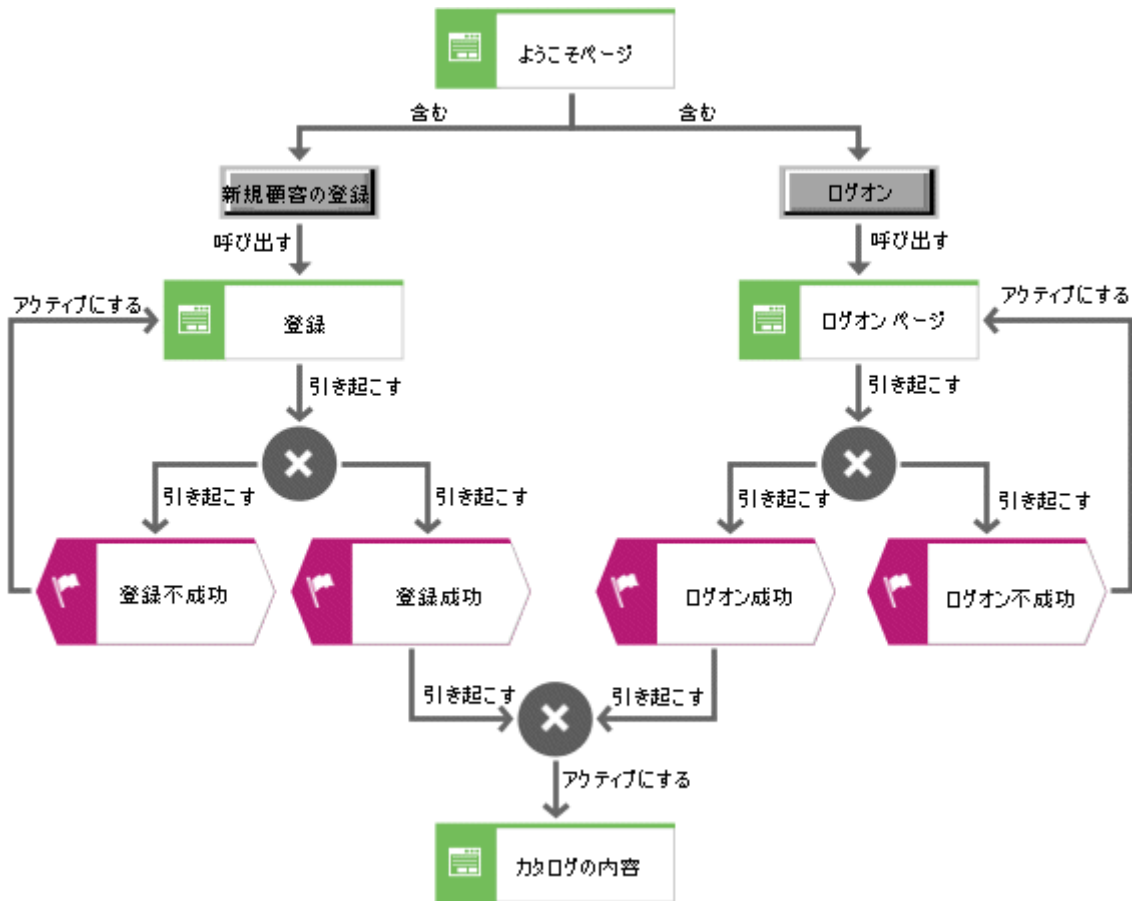 ようこそページ
含む
含む
新規顧客の登録
ログオン
呼び出す
呼び出す
アクティブにする
登録
ログオン ページ
アクティブにする
引き起こす
引き起こす
引き起こす
引き起こす
引き起こす
引き起こす
登録不成功
登録成功
ログオン成功
ログオン不成功
引き起こす
引き起こす
アクティブにする
カタログの内容